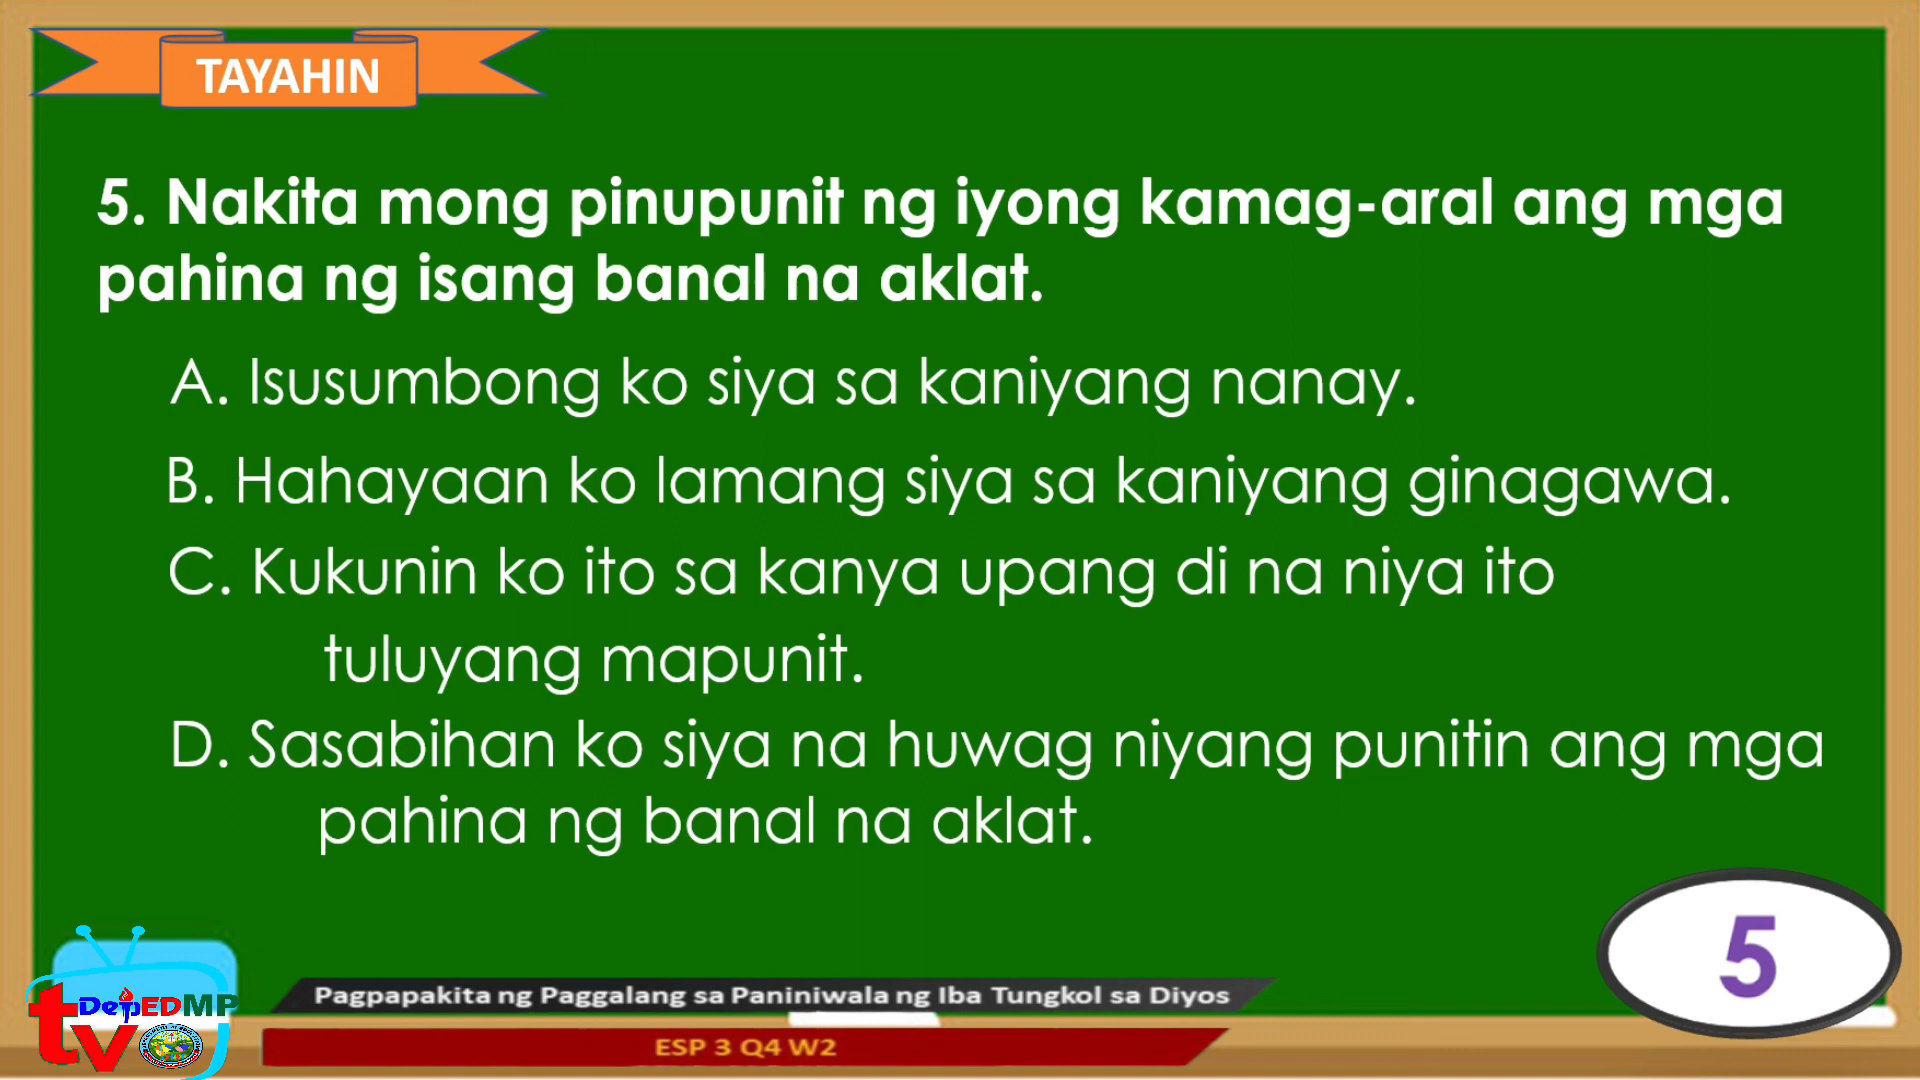 TAYAHIN
5. Nakita mong pinupunit ng iyong kamag-aral ang mga
pahina ng isang banal na aklat.
A. Isusumbong ko siya sa kaniyang nanay.
B. Hahayaan ko lamang siya sa kaniyang ginagawa.
C. Kukunin ko ito sa kanya upang di na niya ito
tuluyang mapunit.
D. Sasabihan ko siya na huwag niyang punitin ang mga
pahina ng banal na aklat.
5
DepEDMP
tv
Pagpapakita ng Paggalang sa Paniniwala ng Iba Tungkol sa Diyos
ESP 3 Q4 W2